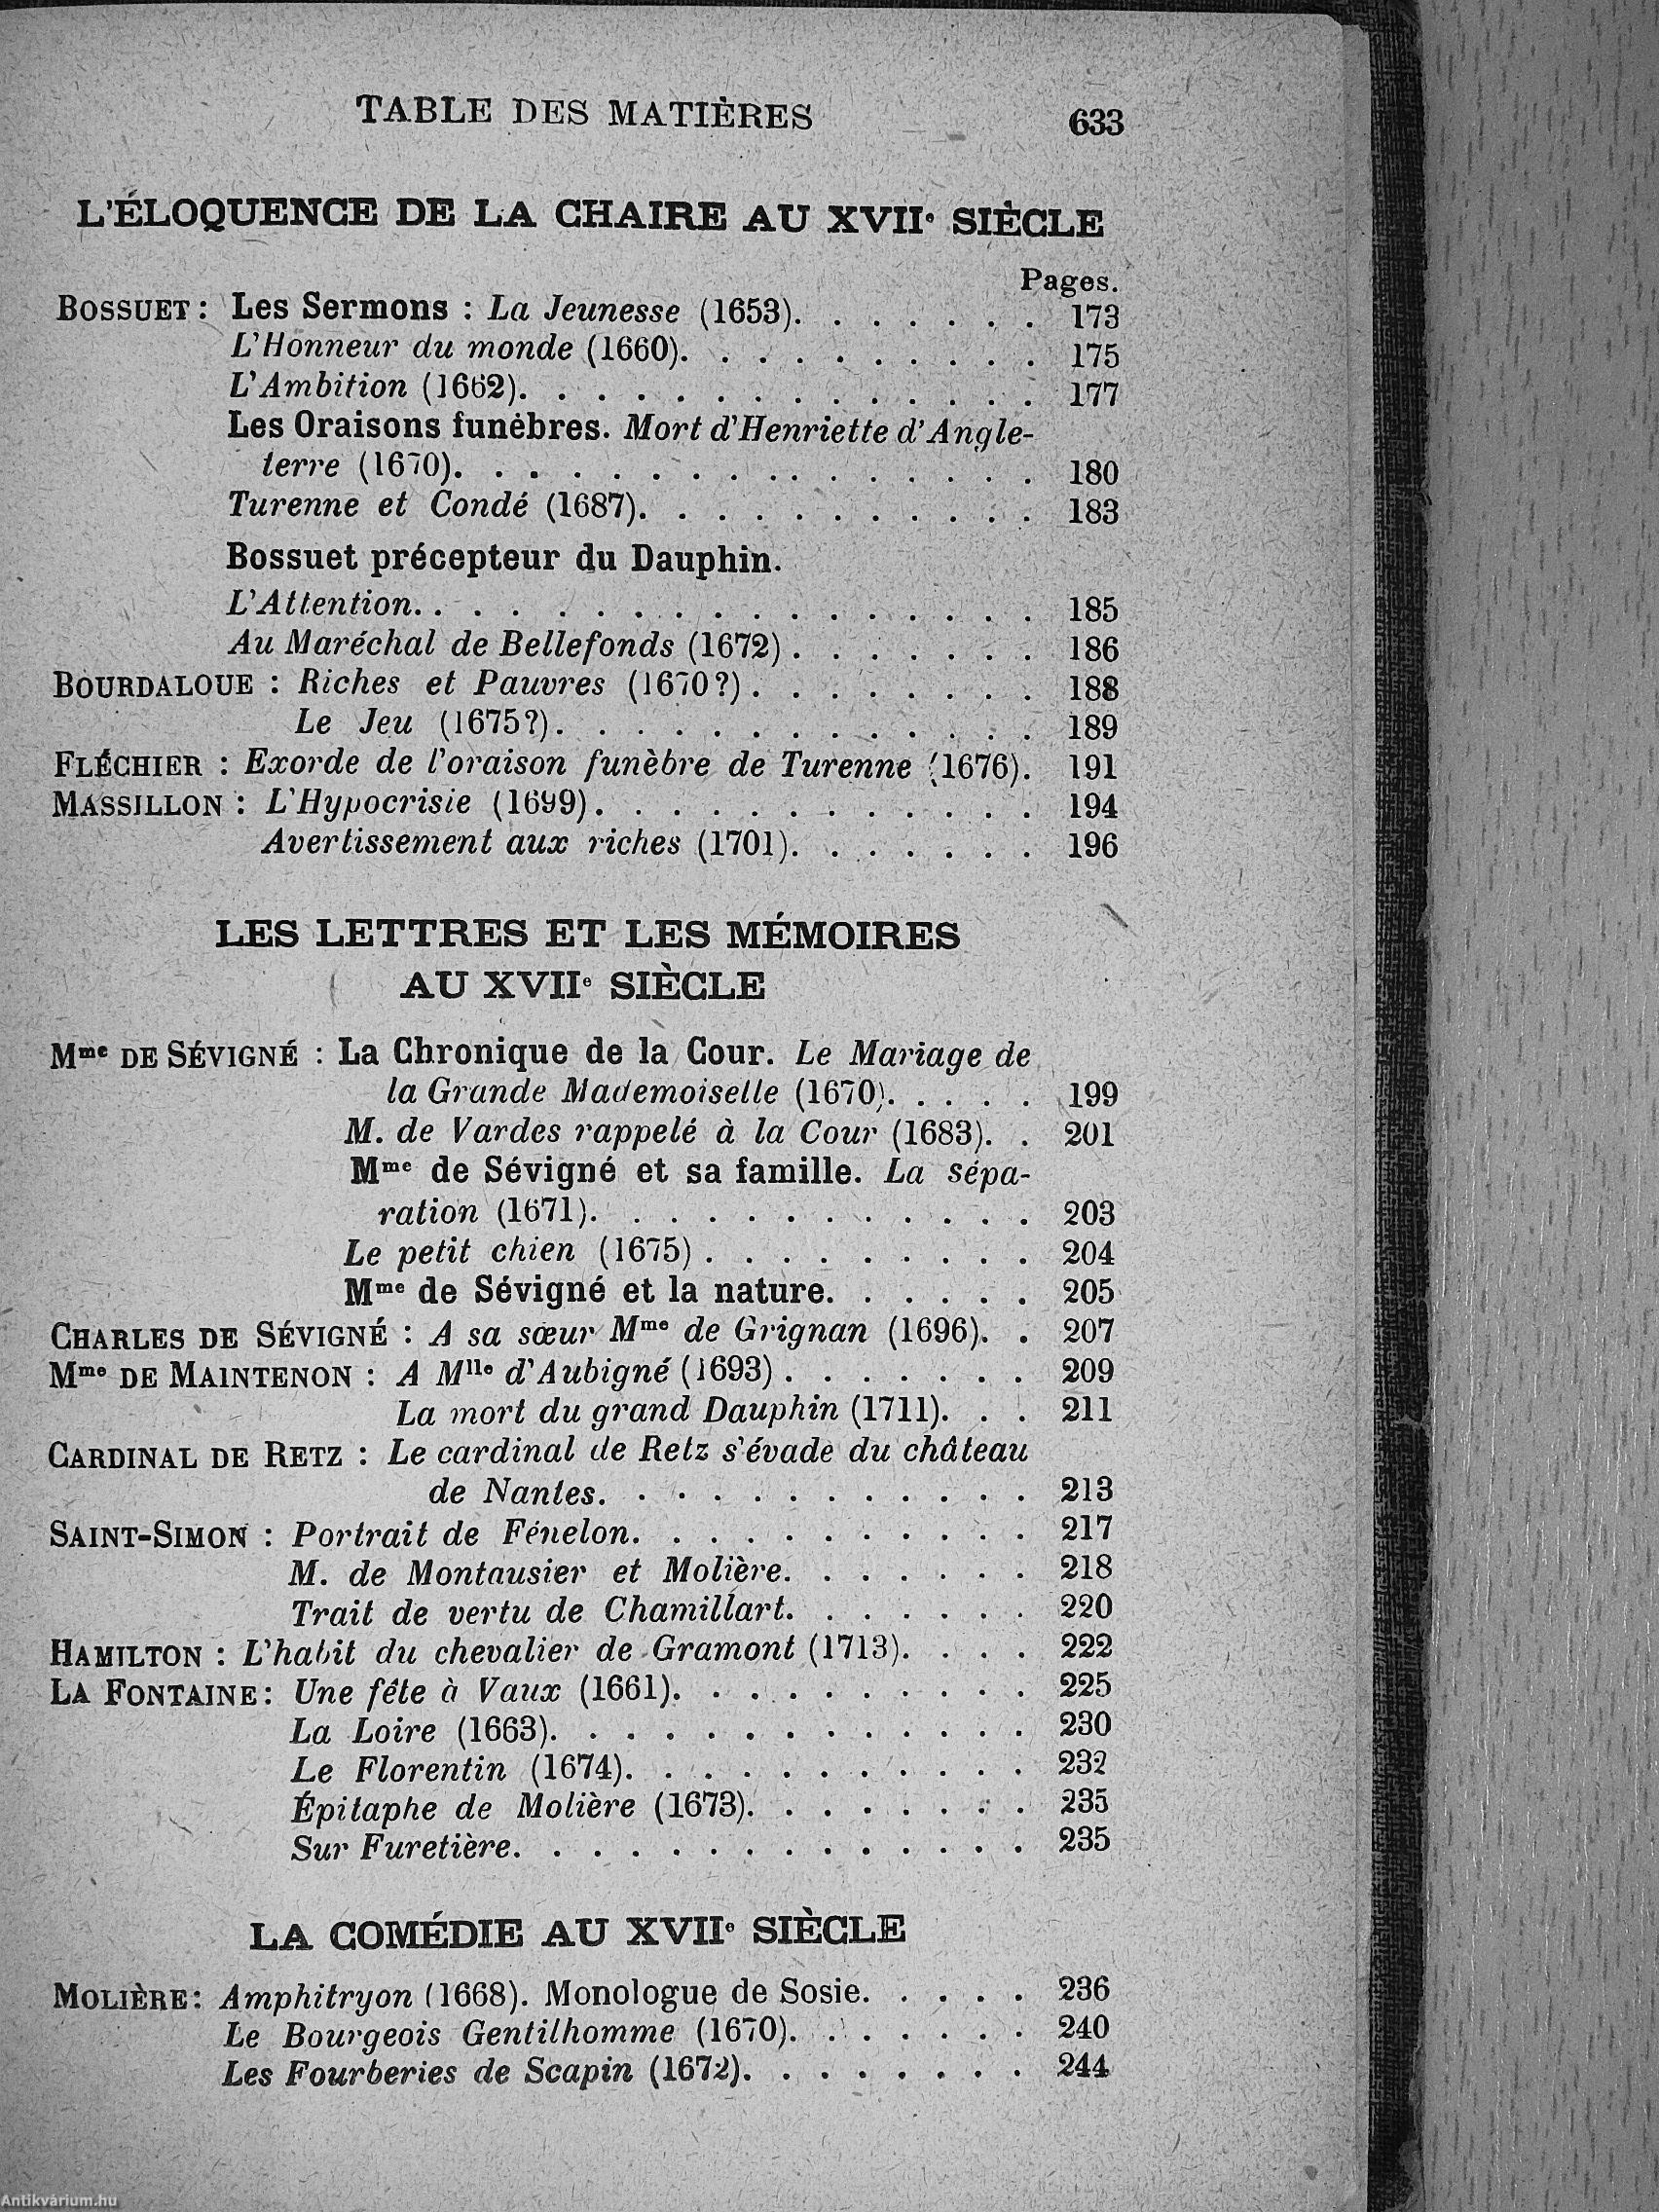 TABLE DES MATIÈRES 633
L'ÉLOQUENCE DE LA CHAIRE AU XVIIe SIÈCLE
Pages.
BOSSUET : Les Sermons : La Jeunesse (1653). . . . . . . 173
L'Honneur du monde (1660). . . . . . . . . . 175
L'Ambition (1662). . . . . . . . . . . . . . 177
Les Oraisons funèbres. Mort d'Henriette d'Angle-
terre (1670). . . . . . . . . . . . . . . . 180
Turenne et Condé (1687). . . . . . . . . . . 183
Bossuet précepteur du Dauphin.
L'Attention. . . . . . . . . . . . . . . . . 185
Au Maréchal de Bellefonds (1672) . . . . . . . 186
BOURDALOUE : Riches et Pauvres (1670?) . . . . . . . . 188
Le Jeu (1675?). . . . . . . . . . . . . 189
FLÉCHIER : Exorde de l'oraison funèbre de Turenne (1676). 191
MASSILLON : L'Hypocrisie (1699). . . . . . . . . . . . 194
Avertissement aux riches (1701). . . . . . . 196
LES LETTRES ET LES MÉMOIRES
AU XVIIe SIÈCLE
Mme DE SÉVIGNÉ : La Chronique de la Cour. Le Mariage de
la Grande Mademoiselle (1670). . . . . 199
M. de Vardes rappelé à la Cour (1683). . 201
Mme de Sévigné et sa famille. La sépa-
ration (1671). . . . . . . . . . . . 203
Le petit chien (1675) . . . . . . . . . 204
Mme de Sévigné et la nature. . . . . . 205
CHARLES DE SÉVIGNÉ : A sa sœur Mme de Grignan (1696). . 207
Mme DE MAINTENON : A Mlle d'Aubigné (1693) . . . . . . . 209
La mort du grand Dauphin (1711). . . 211
CARDINAL DE RETZ : Le cardinal de Retz s'évade du château
de Nantes. . . . . . . . . . . . 213
SAINT-SIMON : Portrait de Fénelon. . . . . . . . . . . 217
M. de Montausier et Molière. . . . . . . 218
Trait de vertu de Chamillart. . . . . . . 220
HAMILTON : L'habit du chevalier de Gramont (1713). . . . 222
LA FONTAINE : Une fête à Vaux (1661). . . . . . . . . . 225
La Loire (1663). . . . . . . . . . . . . 230
Le Florentin (1674). . . . . . . . . . . 232
Épitaphe de Molière (1673). . . . . . . . 235
Sur Furetière. . . . . . . . . . . . . . 235
LA COMÉDIE AU XVIIe SIÈCLE
MOLIÈRE : Amphitryon (1668). Monologue de Sosie. . . . . 236
Le Bourgeois Gentilhomme (1670). . . . . . . 240
Les Fourberies de Scapin (1672). . . . . . . . 244
Antikvárium.hu